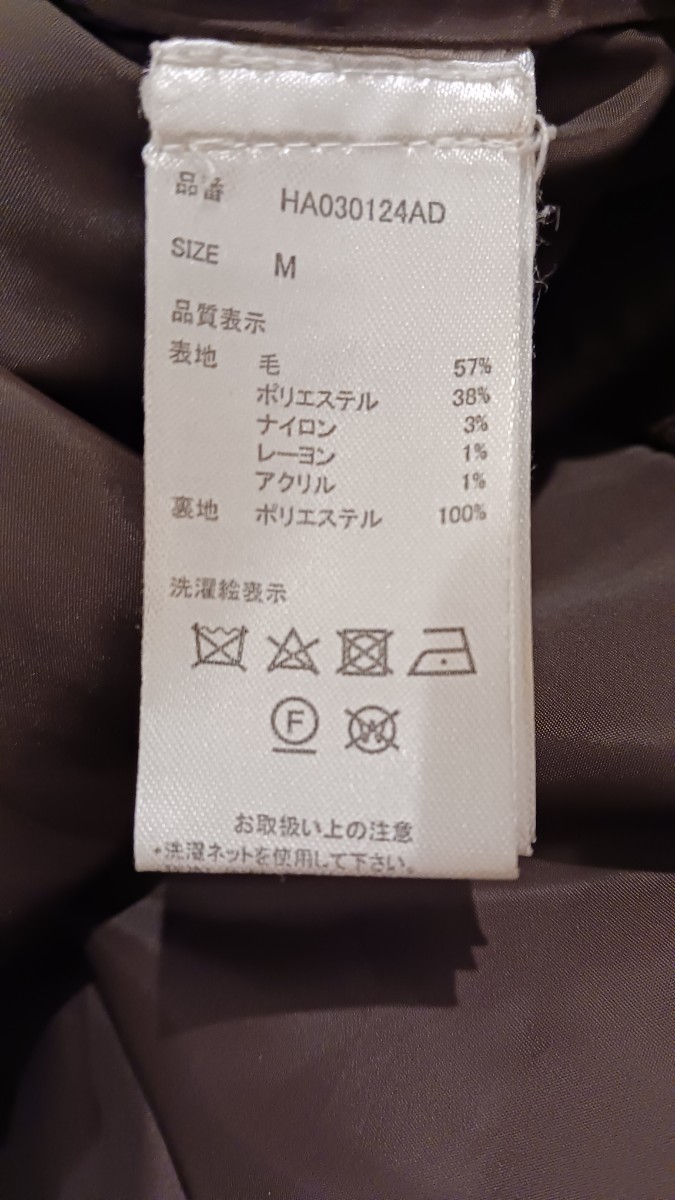 品番 HA030124AD
SIZE M
品質表示
表地 毛 57%
ポリエステル 38%
ナイロン 3%
レーヨン 1%
アクリル 1%
裏地 ポリエステル 100%
洗濯絵表示
F W
お取扱い上の注意
・洗濯ネットを使用して下さい。